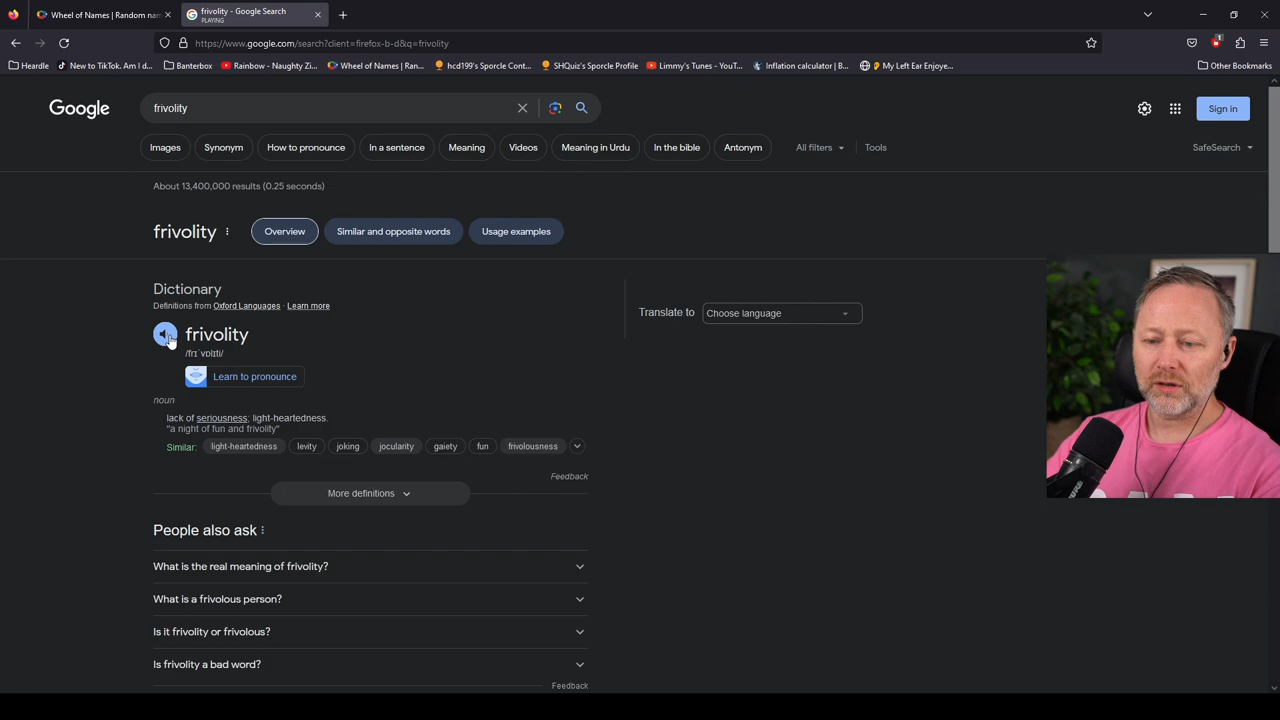 Wheel of Names | Random nam
frivolity - Google Search
PLAYING
https://www.google.com/search?client=firefox-b-d&q=frivolity
1
Heardle
New to TikTok. Am I d...
Banterbox
Rainbow - Naughty Zi...
Wheel of Names | Ran...
hcd199's Sporcle Cont...
SHQuiz's Sporcle Profile
Limmy's Tunes - YouT...
Inflation calculator | B...
My Left Ear Enjoye...
Other Bookmarks
Google
frivolity
Sign in
Images
Synonym
How to pronounce
In a sentence
Meaning
Videos
Meaning in Urdu
In the bible
Antonym
All filters
Tools
SafeSearch
About 13,400,000 results (0.25 seconds)
frivolity
Overview
Similar and opposite words
Usage examples
Dictionary
Definitions from Oxford Languages · Learn more
frivolity
/frɪˈvɒlɪti/
Learn to pronounce
noun
lack of seriousness; light-heartedness.
"a night of fun and frivolity"
Similar: light-heartedness levity joking jocularity gaiety fun frivolousness
Feedback
More definitions
Translate to
Choose language
People also ask
What is the real meaning of frivolity?
What is a frivolous person?
Is it frivolity or frivolous?
Is frivolity a bad word?
Feedback
SHURE